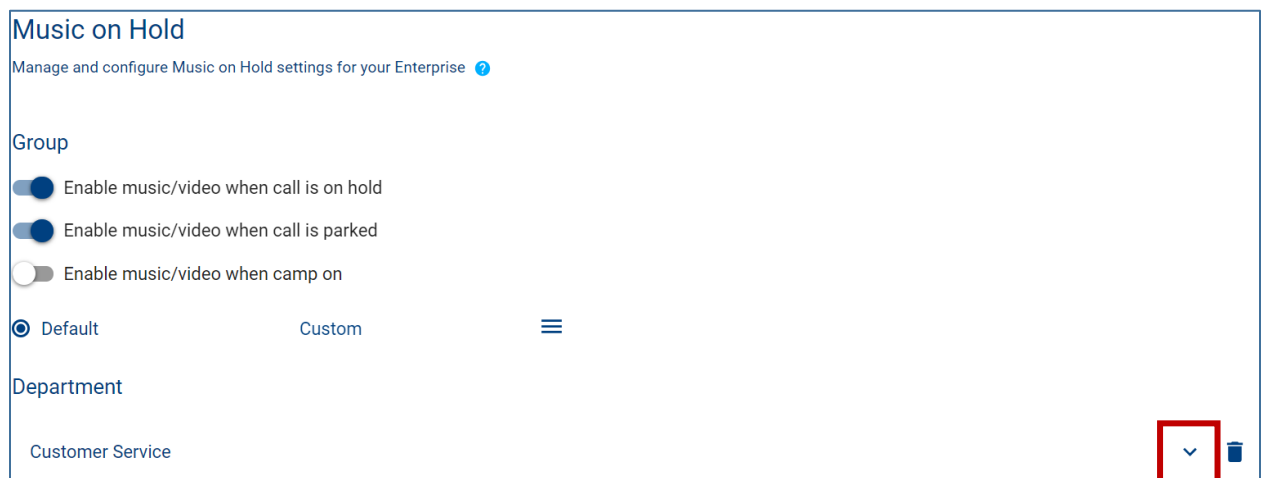 Music on Hold
Manage and configure Music on Hold settings for your Enterprise ?
Group
Enable music/video when call is on hold
Enable music/video when call is parked
Enable music/video when camp on
Default Custom
Department
Customer Service